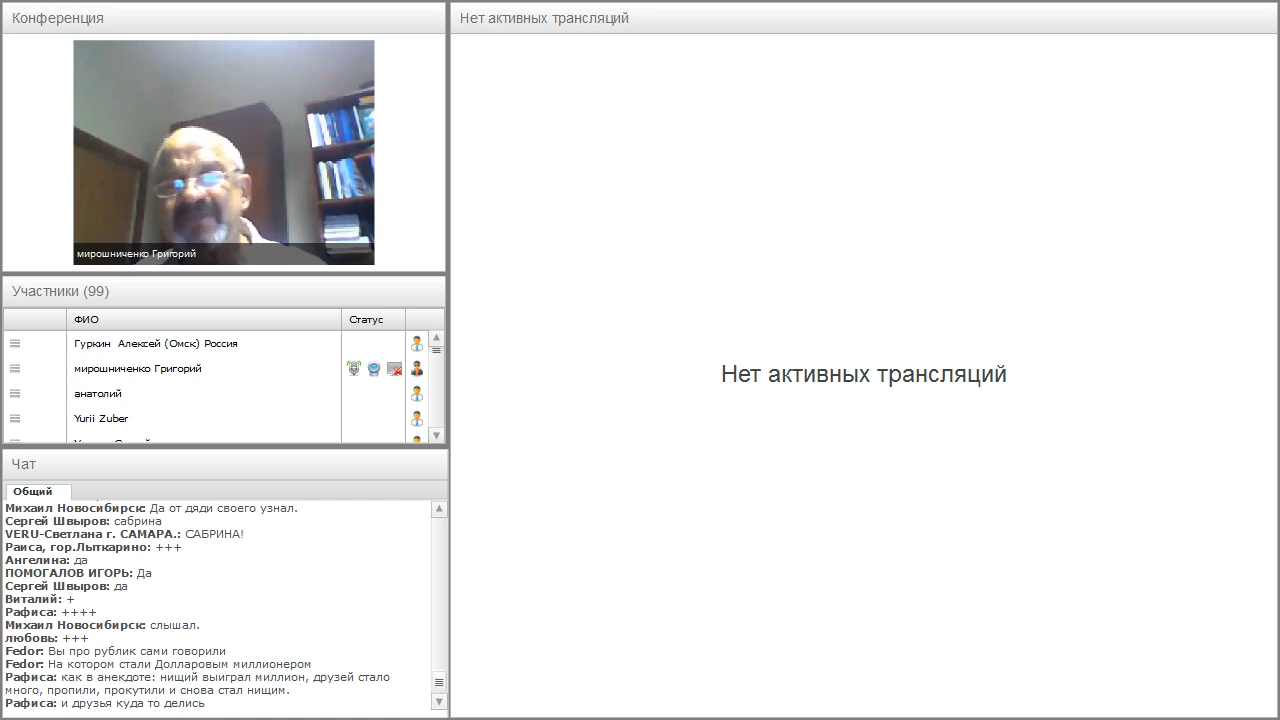 Конференция
мирошниченко Григорий
Участники (99)
ФИО Статус
Гуркин Алексей (Омск) Россия
мирошниченко Григорий
анатолий
Yurii Zuber
Чат
Общий
Михаил Новосибирск: Да от дяди своего узнал.
Сергей Швыров: сабрина
VERU-Светлана г. САМАРА.: САБРИНА!
Раиса, гор.Лыткарино: +++
Ангелина: да
ПОМОГАЛОВ ИГОРЬ: Да
Сергей Швыров: да
Виталий: +
Рафиса: ++++
Михаил Новосибирск: слышал.
любовь: +++
Fedor: Вы про рублик сами говорили
Fedor: На котором стали Долларовым миллионером
Рафиса: как в анекдоте: нищий выиграл миллион, друзей стало
много, пропили, прокутили и снова стал нищим.
Рафиса: и друзья куда то делись
Нет активных трансляций
Нет активных трансляций